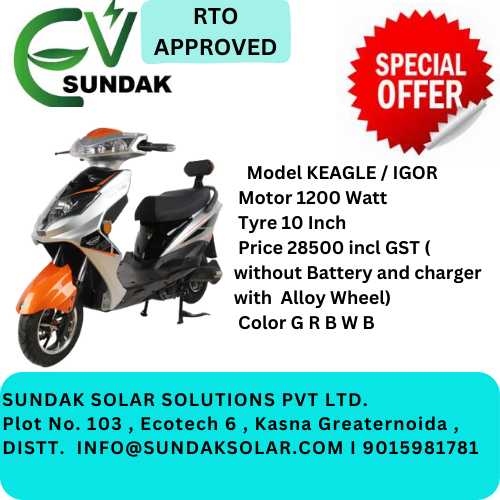 EV
SUNDAK
RTO
APPROVED
SPECIAL
OFFER
Model KEAGLE / IGOR
Motor 1200 Watt
Tyre 10 Inch
Price 28500 incl GST (
without Battery and charger
with Alloy Wheel)
Color G R B W B
SUNDAK SOLAR SOLUTIONS PVT LTD.
Plot No. 103 , Ecotech 6 , Kasna Greaternoida ,
DISTT. INFO@SUNDAKSOLAR.COM I 9015981781